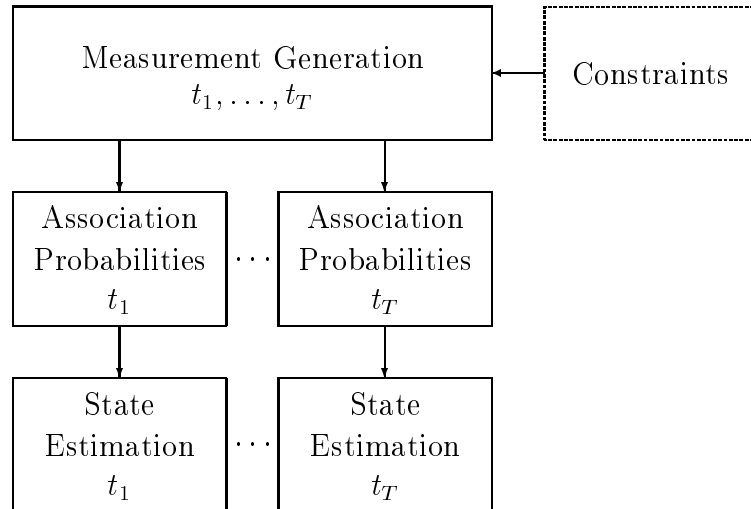 Measurement Generation
t_1, . . . , t_T
Constraints
Association
Probabilities
t_1
. . .
Association
Probabilities
t_T
State
Estimation
t_1
. . .
State
Estimation
t_T